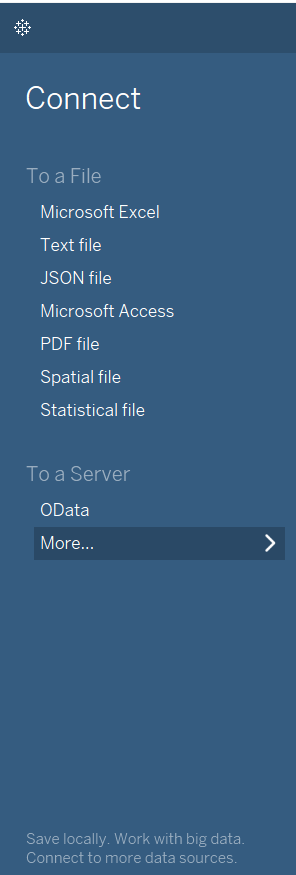 Connect
To a File
Microsoft Excel
Text file
JSON file
Microsoft Access
PDF file
Spatial file
Statistical file
To a Server
OData
More...
Save locally. Work with big data.
Connect to more data sources.